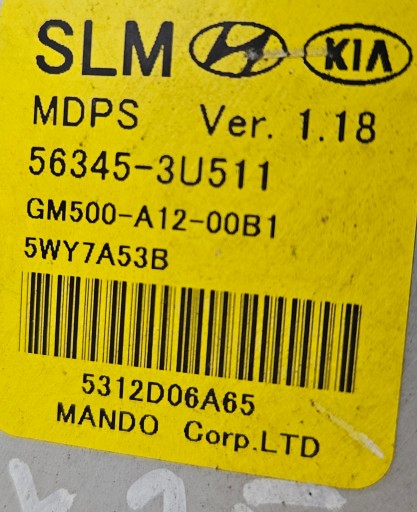 SLM KIA
MDPS Ver. 1.18
56345-3U511
GM500-A12-00B1
5WY7A53B
5312D06A65
MANDO Corp.LTD